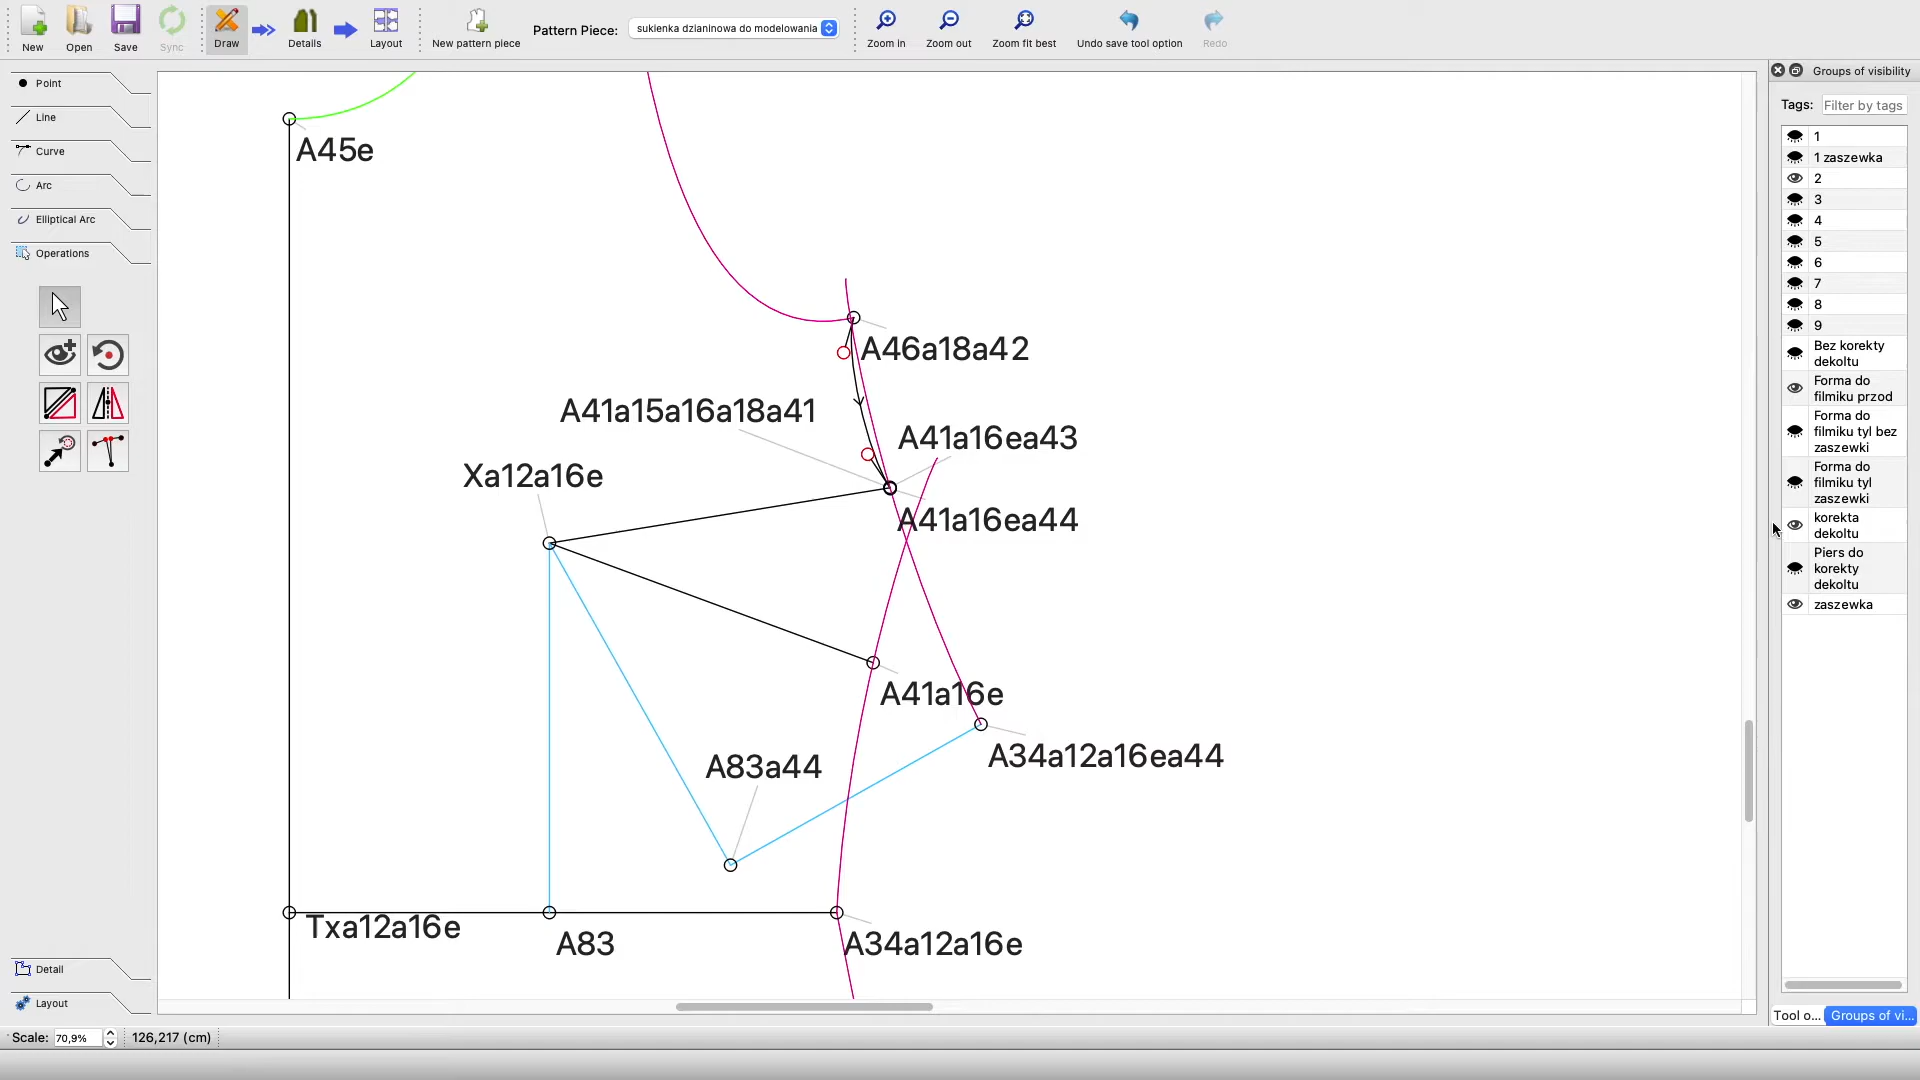 New
Open
Save
Sync
Draw
Details
Layout
New pattern piece
Pattern Piece:
sukienka dzianinowa do modelowania
Zoom in
Zoom out
Zoom fit best
Undo save tool option
Redo
Point
Line
Curve
Arc
Elliptical Arc
Operations
Detail
Layout
A45e
A46a18a42
A41a15a16a18a41
A41a16ea43
Xa12a16e
A41a16ea44
A41a16e
A34a12a16ea44
A83a44
Txa12a16e
A83
A34a12a16e
Groups of visibility
Tags:
Filter by tags
1
1 zaszewka
2
3
4
5
6
7
8
9
Bez korekty
dekoltu
Forma do
filmiku przod
Forma do
filmiku tyl bez
zaszewki
Forma do
filmiku tyl
zaszewki
korekta
dekoltu
Piers do
korekty
dekoltu
zaszewka
Tool o...
Groups of vi...
Scale:
70,9%
126,217 (cm)